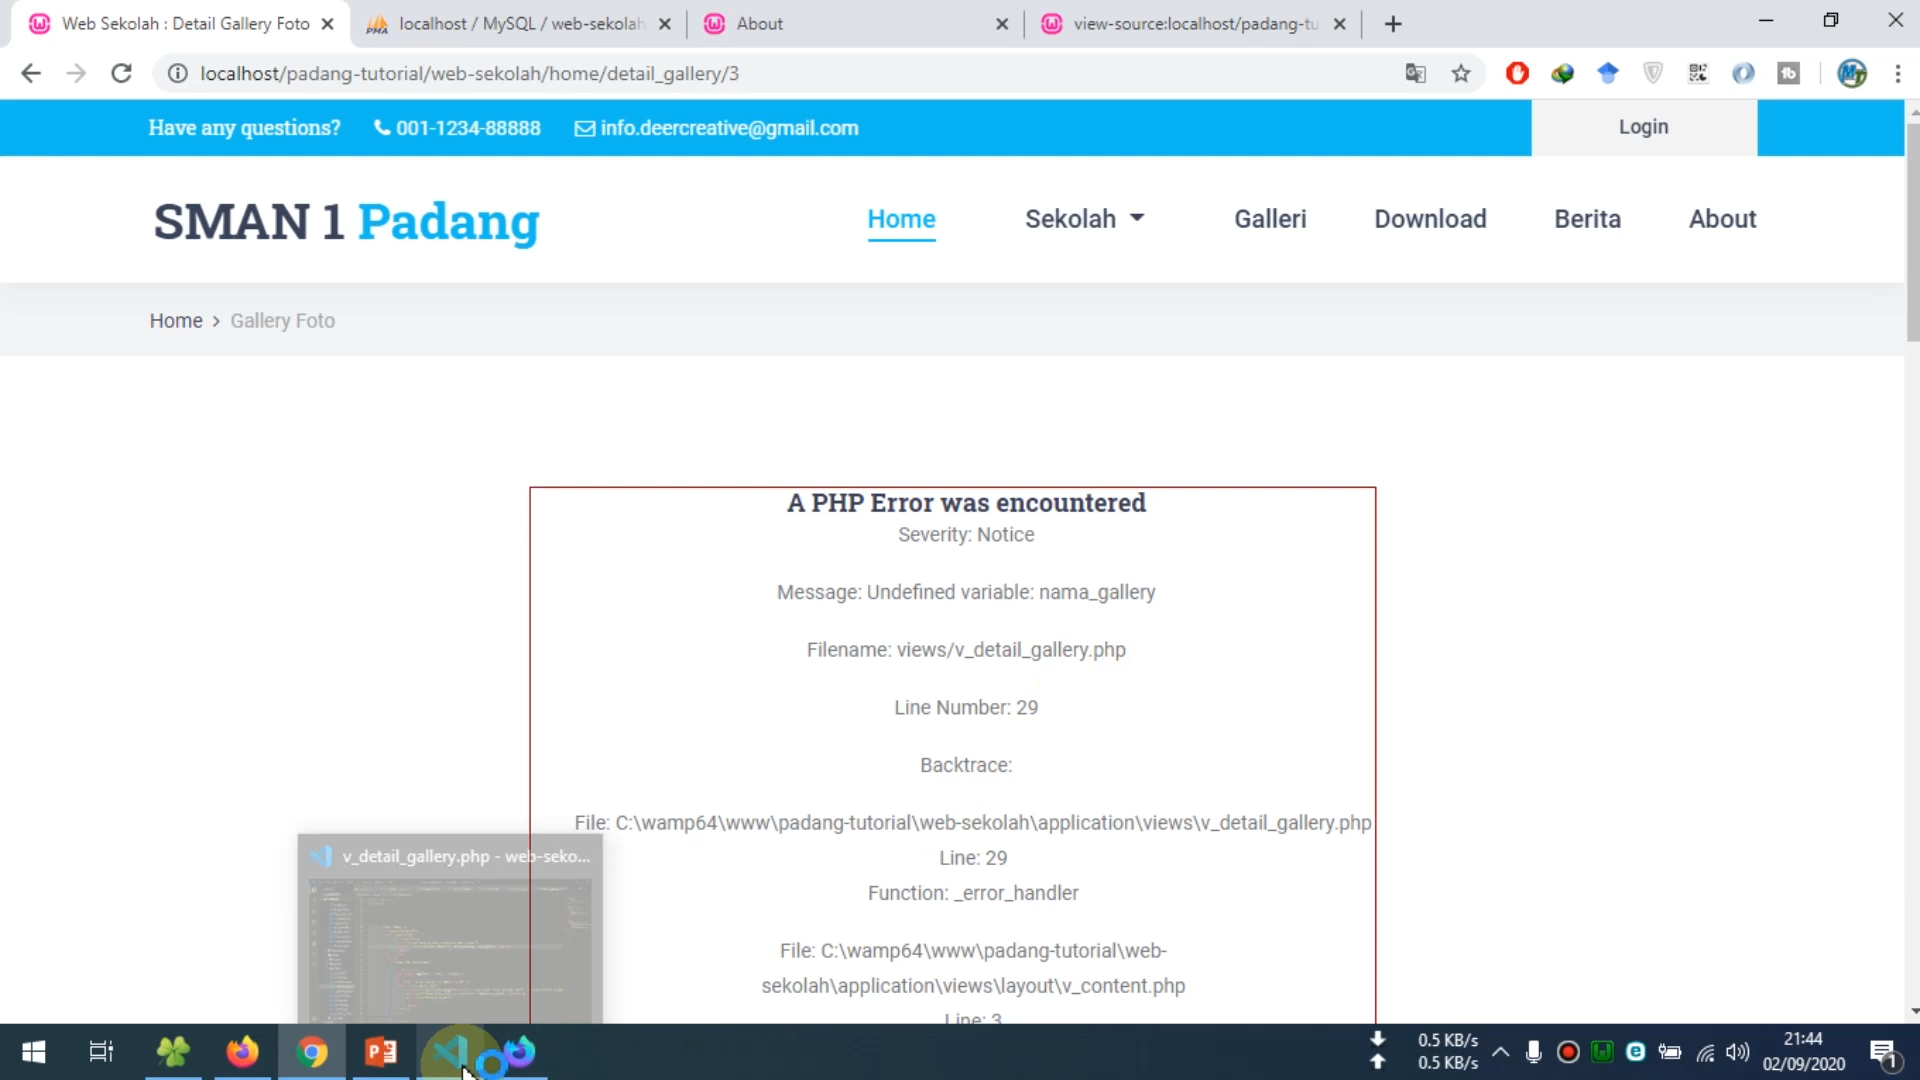 Web Sekolah : Detail Gallery Foto
localhost / MySQL / web-sekolah
About
view-source:localhost/padang-tu
localhost/padang-tutorial/web-sekolah/home/detail_gallery/3
Have any questions? 001-1234-88888 info.deercreative@gmail.com
Login
SMAN 1 Padang
Home Sekolah Galleri Download Berita About
Home > Gallery Foto
A PHP Error was encountered
Severity: Notice
Message: Undefined variable: nama_gallery
Filename: views/v_detail_gallery.php
Line Number: 29
Backtrace:
File: C:\wamp64\www\padang-tutorial\web-sekolah\application\views\v_detail_gallery.php
Line: 29
Function: _error_handler
File: C:\wamp64\www\padang-tutorial\web-
sekolah\application\views\layout\v_content.php
Line: 3
v_detail_gallery.php - web-seko...
0.5 KB/s
0.5 KB/s
21:44
02/09/2020
1